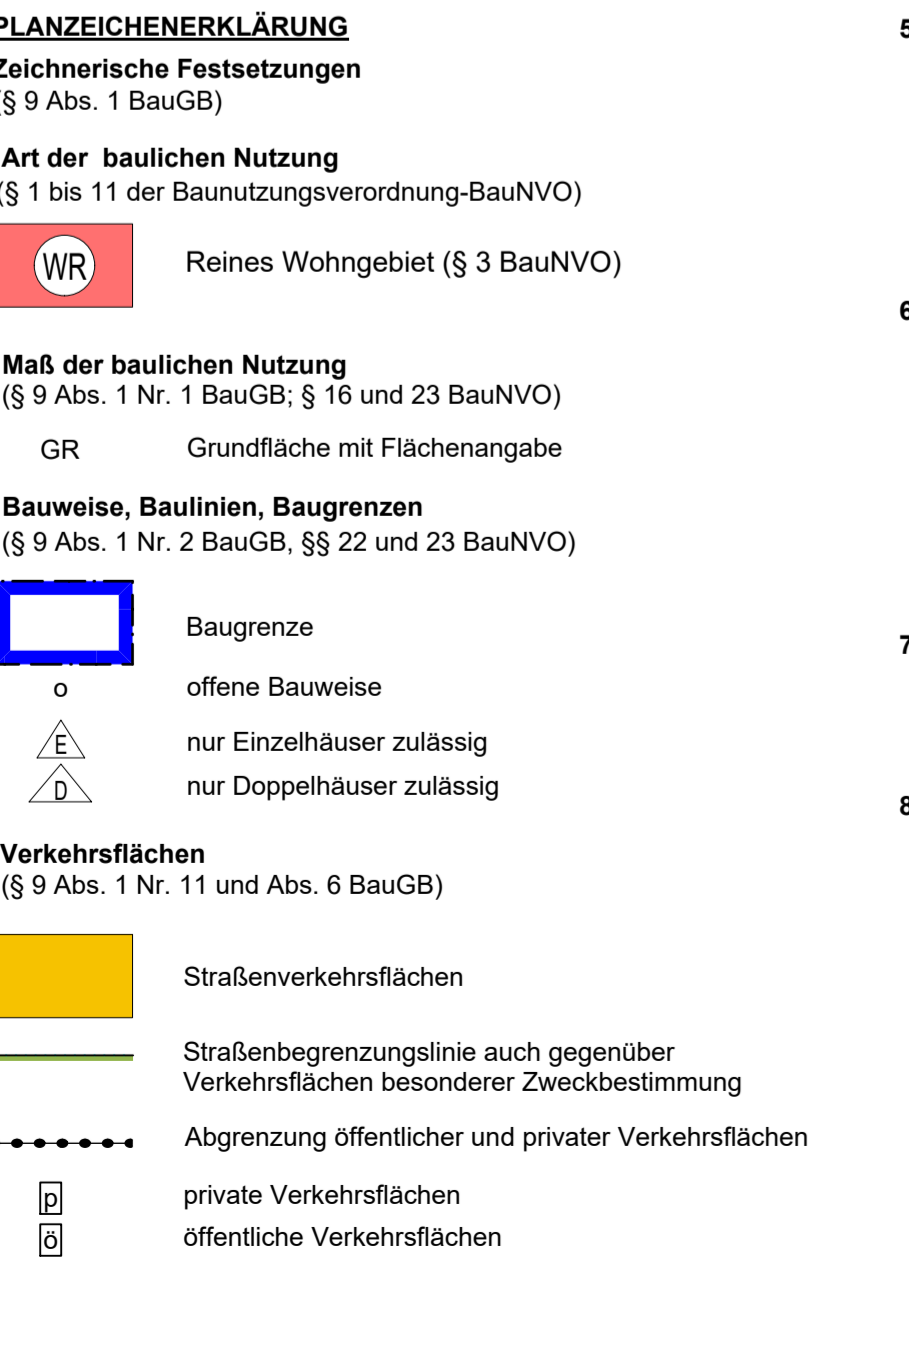 PLANZEICHENERKLÄRUNG
Zeichnerische Festsetzungen
(§ 9 Abs. 1 BauGB)
Art der baulichen Nutzung
(§ 1 bis 11 der Baunutzungsverordnung-BauNVO)
WR Reines Wohngebiet (§ 3 BauNVO)
Maß der baulichen Nutzung
(§ 9 Abs. 1 Nr. 1 BauGB; § 16 und 23 BauNVO)
GR Grundfläche mit Flächenangabe
Bauweise, Baulinien, Baugrenzen
(§ 9 Abs. 1 Nr. 2 BauGB, §§ 22 und 23 BauNVO)
Baugrenze
o offene Bauweise
E nur Einzelhäuser zulässig
D nur Doppelhäuser zulässig
Verkehrsflächen
(§ 9 Abs. 1 Nr. 11 und Abs. 6 BauGB)
Straßenverkehrsflächen
Straßenbegrenzungslinie auch gegenüber
Verkehrsflächen besonderer Zweckbestimmung
Abgrenzung öffentlicher und privater Verkehrsflächen
p private Verkehrsflächen
ö öffentliche Verkehrsflächen
5
6
7
8